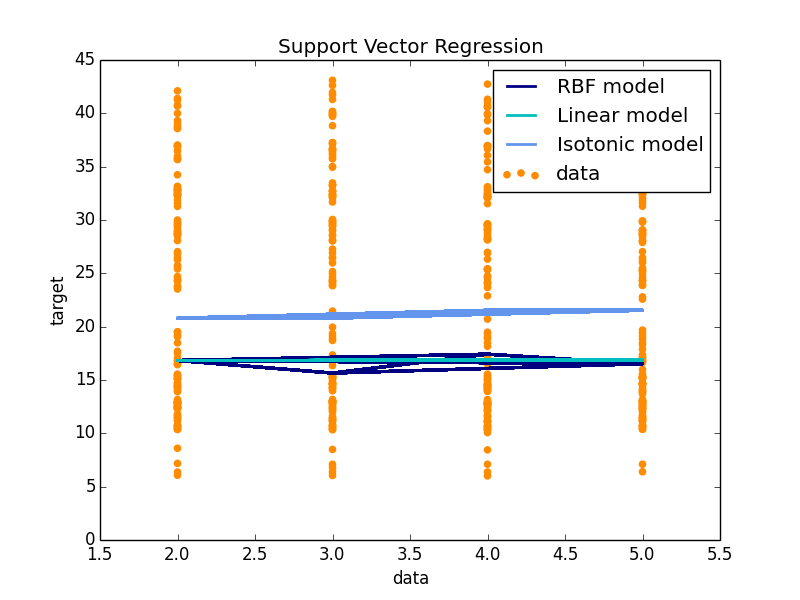 Support Vector Regression
RBF model
Linear model
Isotonic model
data
45
40
35
30
25
20
15
10
5
0
target
1.5 2.0 2.5 3.0 3.5 4.0 4.5 5.0 5.5
data